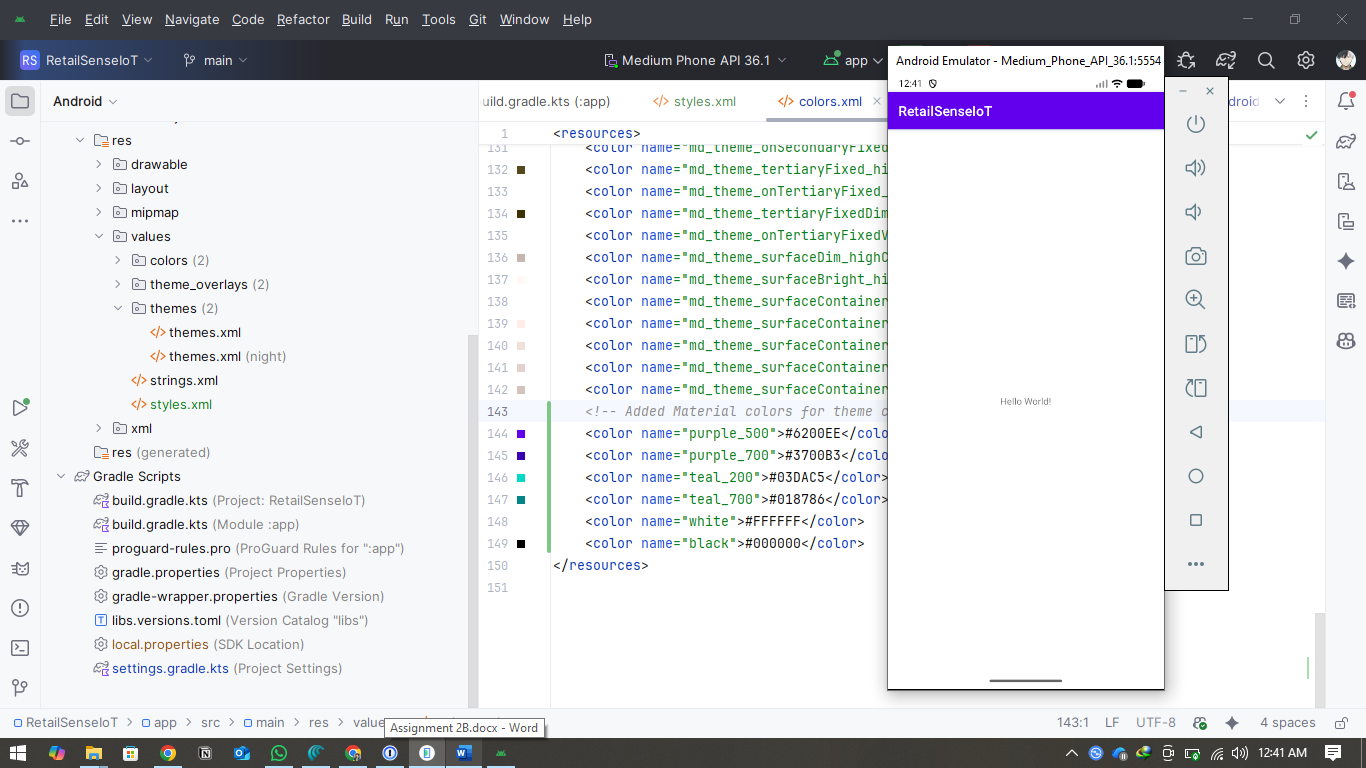 File Edit View Navigate Code Refactor Build Run Tools Git Window Help
RS RetailSenseIoT main Medium Phone API 36.1 app
Android
res
drawable
layout
mipmap
values
colors (2)
theme_overlays (2)
themes (2)
themes.xml
themes.xml (night)
strings.xml
styles.xml
xml
res (generated)
Gradle Scripts
build.gradle.kts (Project: RetailSenseIoT)
build.gradle.kts (Module :app)
proguard-rules.pro (ProGuard Rules for ":app")
gradle.properties (Project Properties)
gradle-wrapper.properties (Gradle Version)
libs.versions.toml (Version Catalog "libs")
local.properties (SDK Location)
settings.gradle.kts (Project Settings)
uild.gradle.kts (:app) styles.xml colors.xml droid
1 <resources>
131 <color name="md_theme_onSecondaryFixed
132 <color name="md_theme_tertiaryFixed_hi
133 <color name="md_theme_onTertiaryFixed_
134 <color name="md_theme_tertiaryFixedDim
135 <color name="md_theme_onTertiaryFixedV
136 <color name="md_theme_surfaceDim_highC
137 <color name="md_theme_surfaceBright_hi
138 <color name="md_theme_surfaceContainer
139 <color name="md_theme_surfaceContainer
140 <color name="md_theme_surfaceContainer
141 <color name="md_theme_surfaceContainer
142 <color name="md_theme_surfaceContainer
143 <!-- Added Material colors for theme c
144 <color name="purple_500">#6200EE</colo
145 <color name="purple_700">#3700B3</colo
146 <color name="teal_200">#03DAC5</color>
147 <color name="teal_700">#018786</color>
148 <color name="white">#FFFFFF</color>
149 <color name="black">#000000</color>
150 </resources>
151
Android Emulator - Medium_Phone_API_36.1:5554
12:41
RetailSenseIoT
Hello World!
RetailSenseIoT > app > src > main > res > value
143:1 LF UTF-8 4 spaces
Assignment 2B.docx - Word
12:41 AM